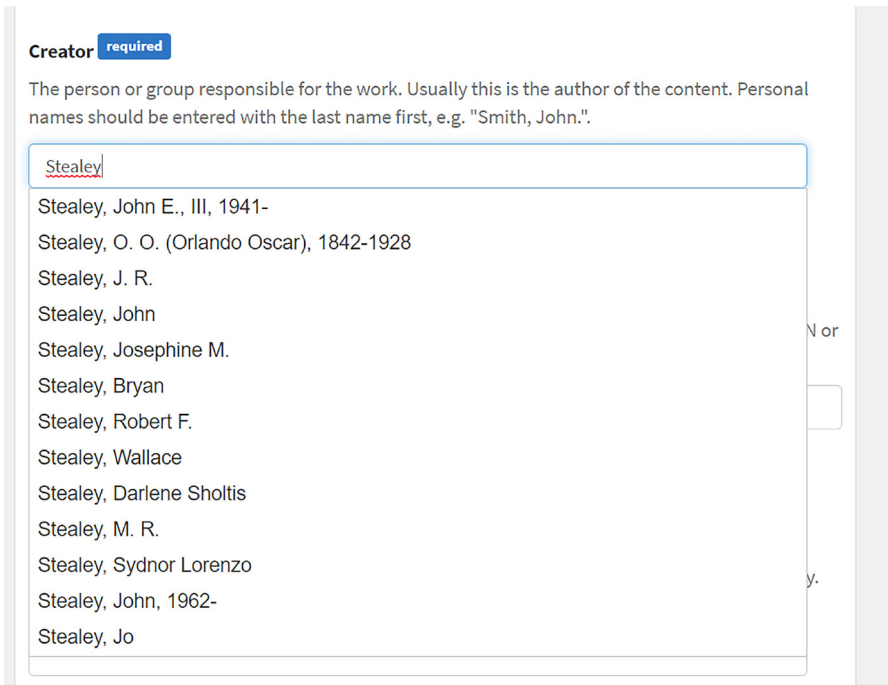 Creator required
The person or group responsible for the work. Usually this is the author of the content. Personal
names should be entered with the last name first, e.g. "Smith, John.".
Stealey
Stealey, John E., III, 1941-
Stealey, O. O. (Orlando Oscar), 1842-1928
Stealey, J. R.
Stealey, John
N or
Stealey, Josephine M.
Stealey, Bryan
Stealey, Robert F.
Stealey, Wallace
Stealey, Darlene Sholtis
Stealey, M. R.
Stealey, Sydnor Lorenzo
y.
Stealey, John, 1962-
Stealey, Jo